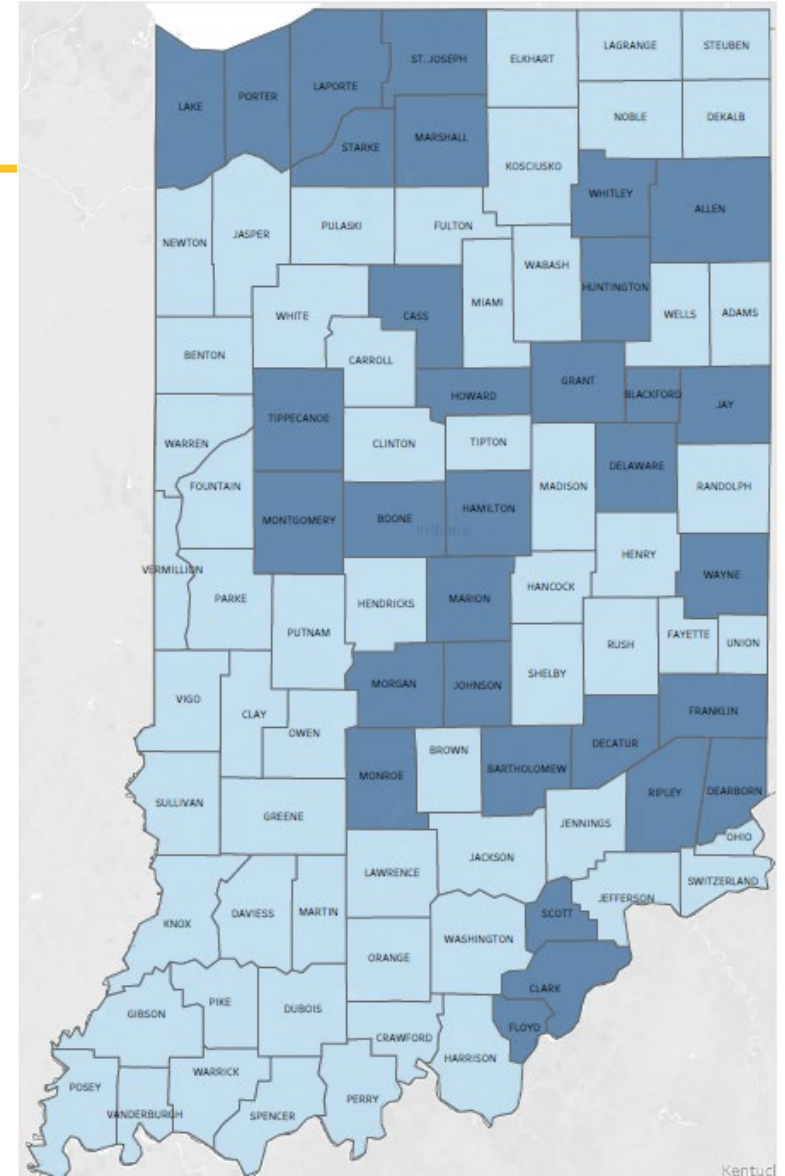 ST. JOSEPH
ELKHART
LAGRANGE
STEUBEN
LAKE
PORTER
LAPORTE
STARKE
MARSHALL
NOBLE
DEKALB
KOSCIUSKO
WHITLEY
ALLEN
NEWTON
JASPER
PULASKI
FULTON
WABASH
HUNTINGTON
WHITE
CASS
MIAMI
WELLS
ADAMS
BENTON
CARROLL
HOWARD
GRANT
BLACKFORD
JAY
TIPPECANOE
WARREN
CLINTON
TIPTON
FOUNTAIN
MADISON
DELAWARE
RANDOLPH
MONTGOMERY
BOONE
HAMILTON
Indiana
VERMILLION
PARKE
HENDRICKS
MARION
HANCOCK
HENRY
WAYNE
PUTNAM
RUSH
FAYETTE
UNION
VIGO
CLAY
OWEN
MORGAN
JOHNSON
SHELBY
FRANKLIN
MONROE
BROWN
BARTHOLOMEW
DECATUR
RIPLEY
DEARBORN
SULLIVAN
GREENE
JENNINGS
OHIO
LAWRENCE
JACKSON
JEFFERSON
SWITZERLAND
KNOX
DAVIESS
MARTIN
SCOTT
WASHINGTON
ORANGE
CLARK
GIBSON
PIKE
DUBOIS
CRAWFORD
FLOYD
HARRISON
POSEY
VANDERBURGH
WARRICK
SPENCER
PERRY
Kentucl